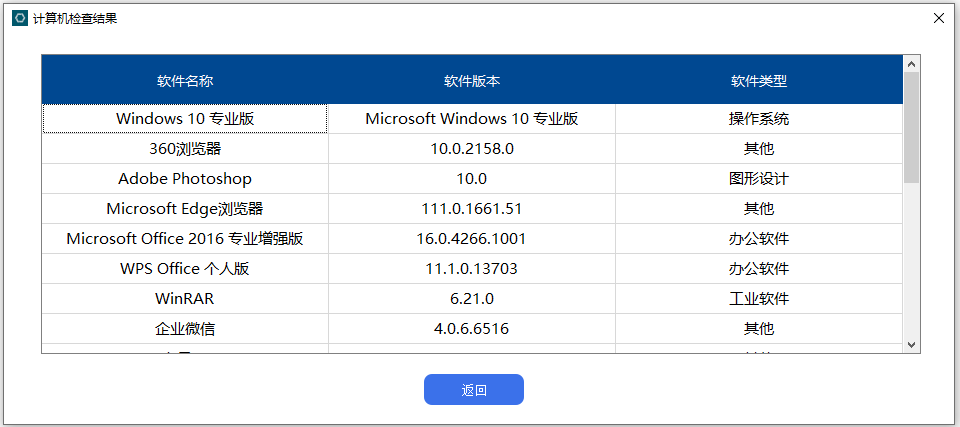 计算机检查结果
软件名称 软件版本 软件类型
Windows 10 专业版 Microsoft Windows 10 专业版 操作系统
360浏览器 10.0.2158.0 其他
Adobe Photoshop 10.0 图形设计
Microsoft Edge浏览器 111.0.1661.51 其他
Microsoft Office 2016 专业增强版 16.0.4266.1001 办公软件
WPS Office 个人版 11.1.0.13703 办公软件
WinRAR 6.21.0 工业软件
企业微信 4.0.6.6516 其他
返回